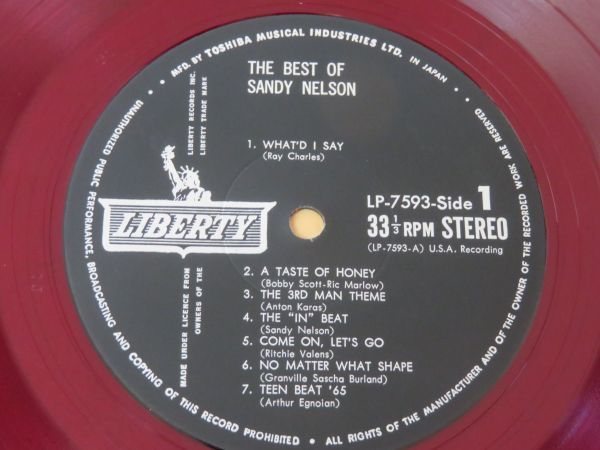 MFD. BY TOSHIBA MUSICAL INDUSTRIES LTD. IN JAPAN
UNAUTHORIZED PUBLIC PERFORMANCE, BROADCASTING AND COPYING OF THIS RECORD PROHIBITED • ALL RIGHTS OF THE MANUFACTURER AND OF THE OWNER OF THE RECORDED WORK ARE RESERVED
LIBERTY RECORDS INC.
LIBERTY TRADE MARK
MADE UNDER LICENCE FROM
OWNERS OF THE
LIBERTY
THE BEST OF
SANDY NELSON
1. WHAT'D I SAY
(Ray Charles)
LP-7593-Side 1
33 1/3 RPM STEREO
(LP-7593-A) U.S.A. Recording
2. A TASTE OF HONEY
(Bobby Scott-Ric Marlow)
3. THE 3RD MAN THEME
(Anton Karas)
4. THE "IN" BEAT
(Sandy Nelson)
5. COME ON, LET'S GO
(Ritchie Valens)
6. NO MATTER WHAT SHAPE
(Granville Sascha Burland)
7. TEEN BEAT '65
(Arthur Egnoian)